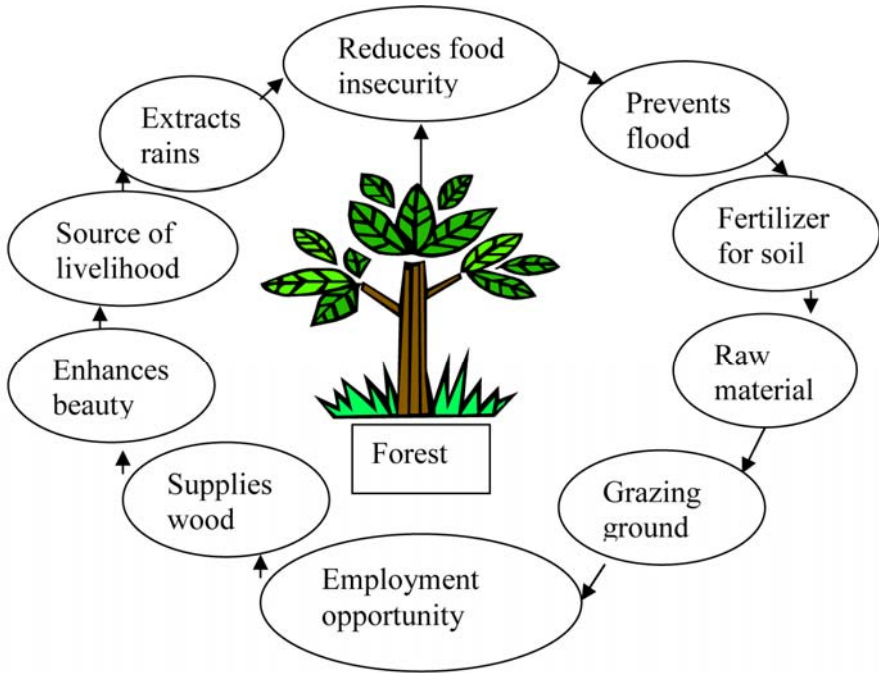 Reduces food
insecurity
Prevents
flood
Fertilizer
for soil
Raw
material
Grazing
ground
Employment
opportunity
Supplies
wood
Enhances
beauty
Source of
livelihood
Extracts
rains
Forest